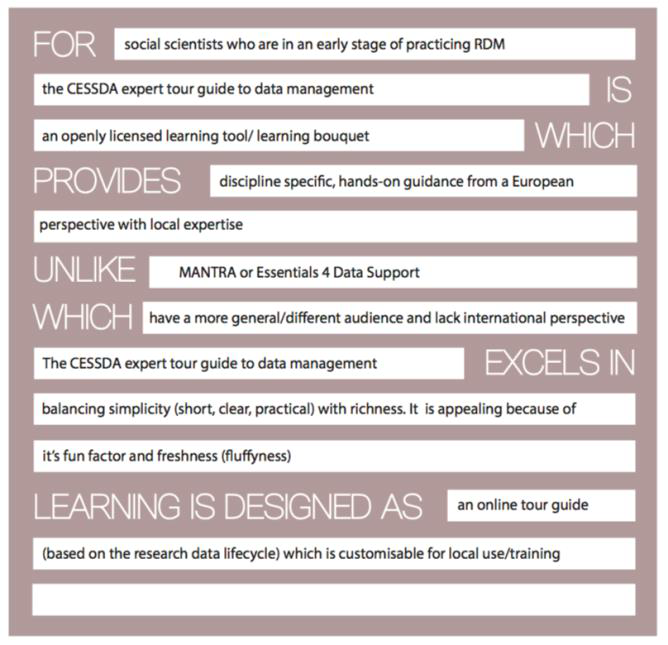 FOR social scientists who are in an early stage of practicing RDM
the CESSDA expert tour guide to data management IS
an openly licensed learning tool/ learning bouquet WHICH
PROVIDES discipline specific, hands-on guidance from a European
perspective with local expertise
UNLIKE MANTRA or Essentials 4 Data Support
WHICH have a more general/different audience and lack international perspective
The CESSDA expert tour guide to data management EXCELS IN
balancing simplicity (short, clear, practical) with richness. It is appealing because of
it's fun factor and freshness (fluffyness)
LEARNING IS DESIGNED AS an online tour guide
(based on the research data lifecycle) which is customisable for local use/training